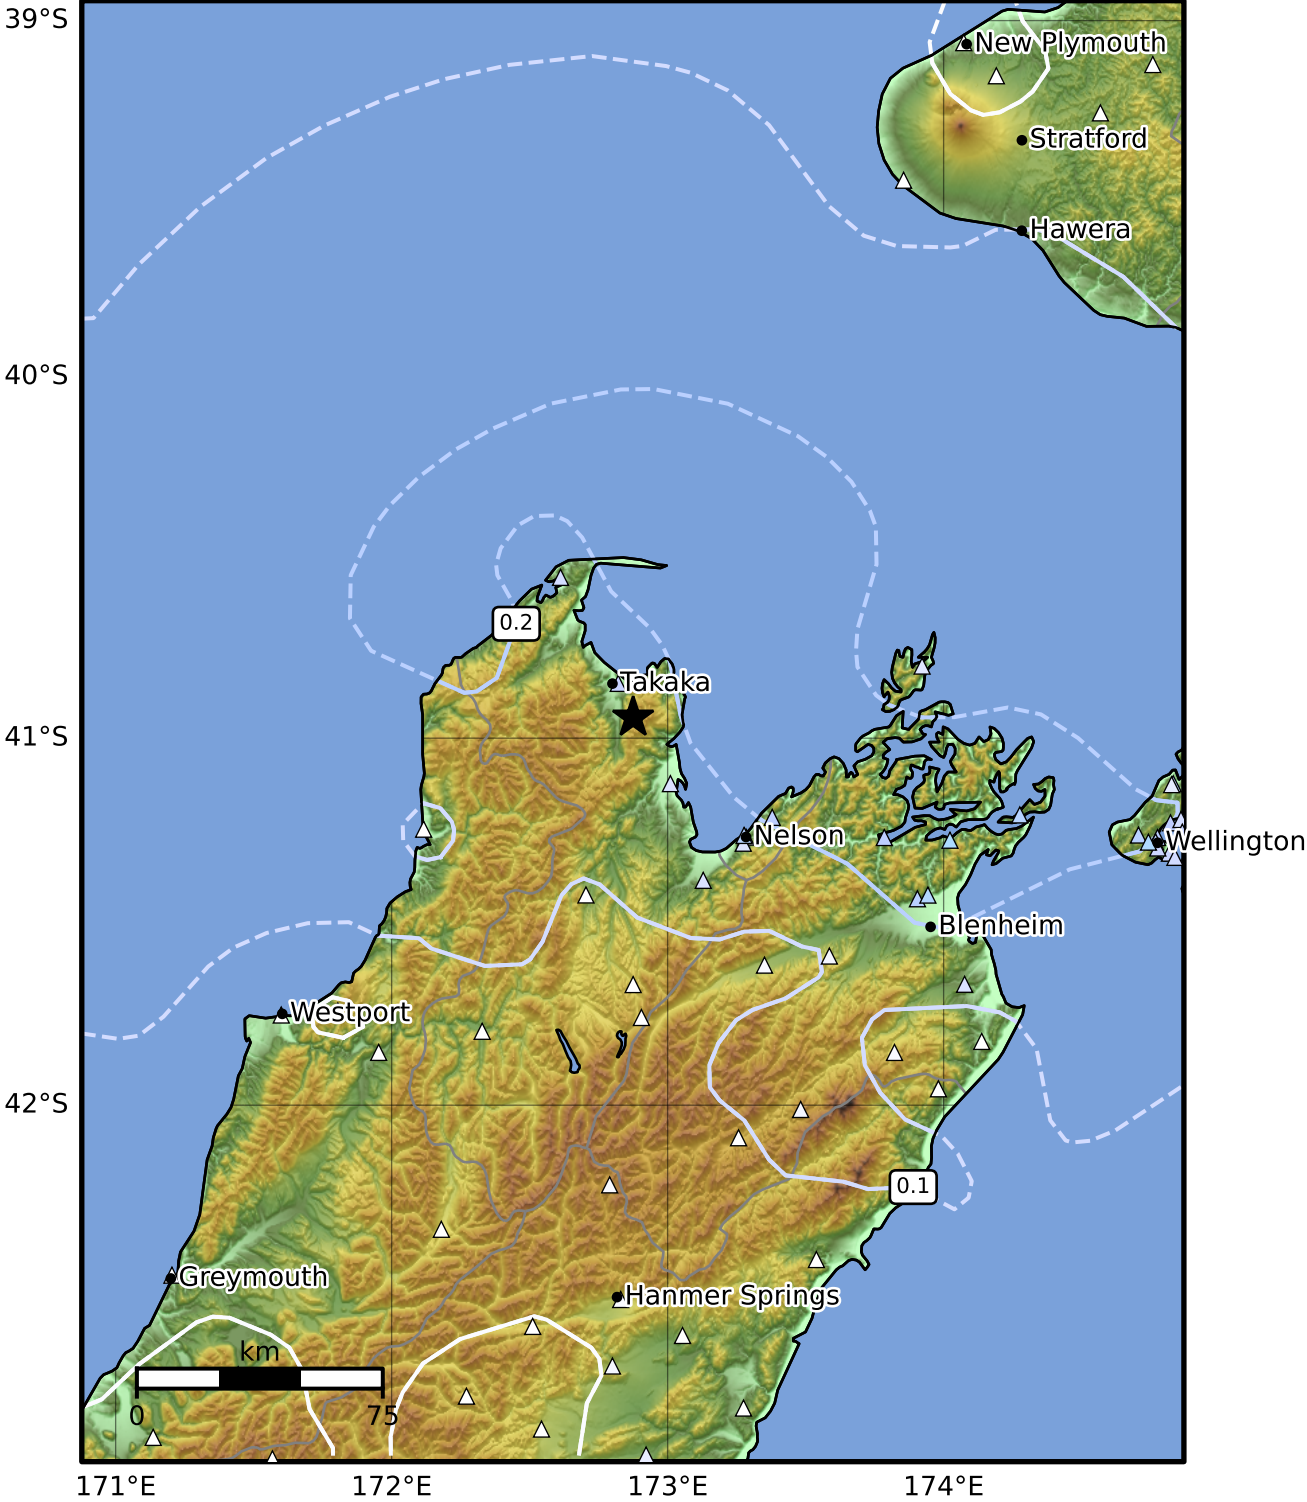 39°S
New Plymouth
Stratford
Hawera
40°S
0.2
Takaka
41°S
Nelson
Wellington
Blenheim
Westport
42°S
0.1
Greymouth
Hanmer Springs
km
0 75
171°E 172°E 173°E 174°E